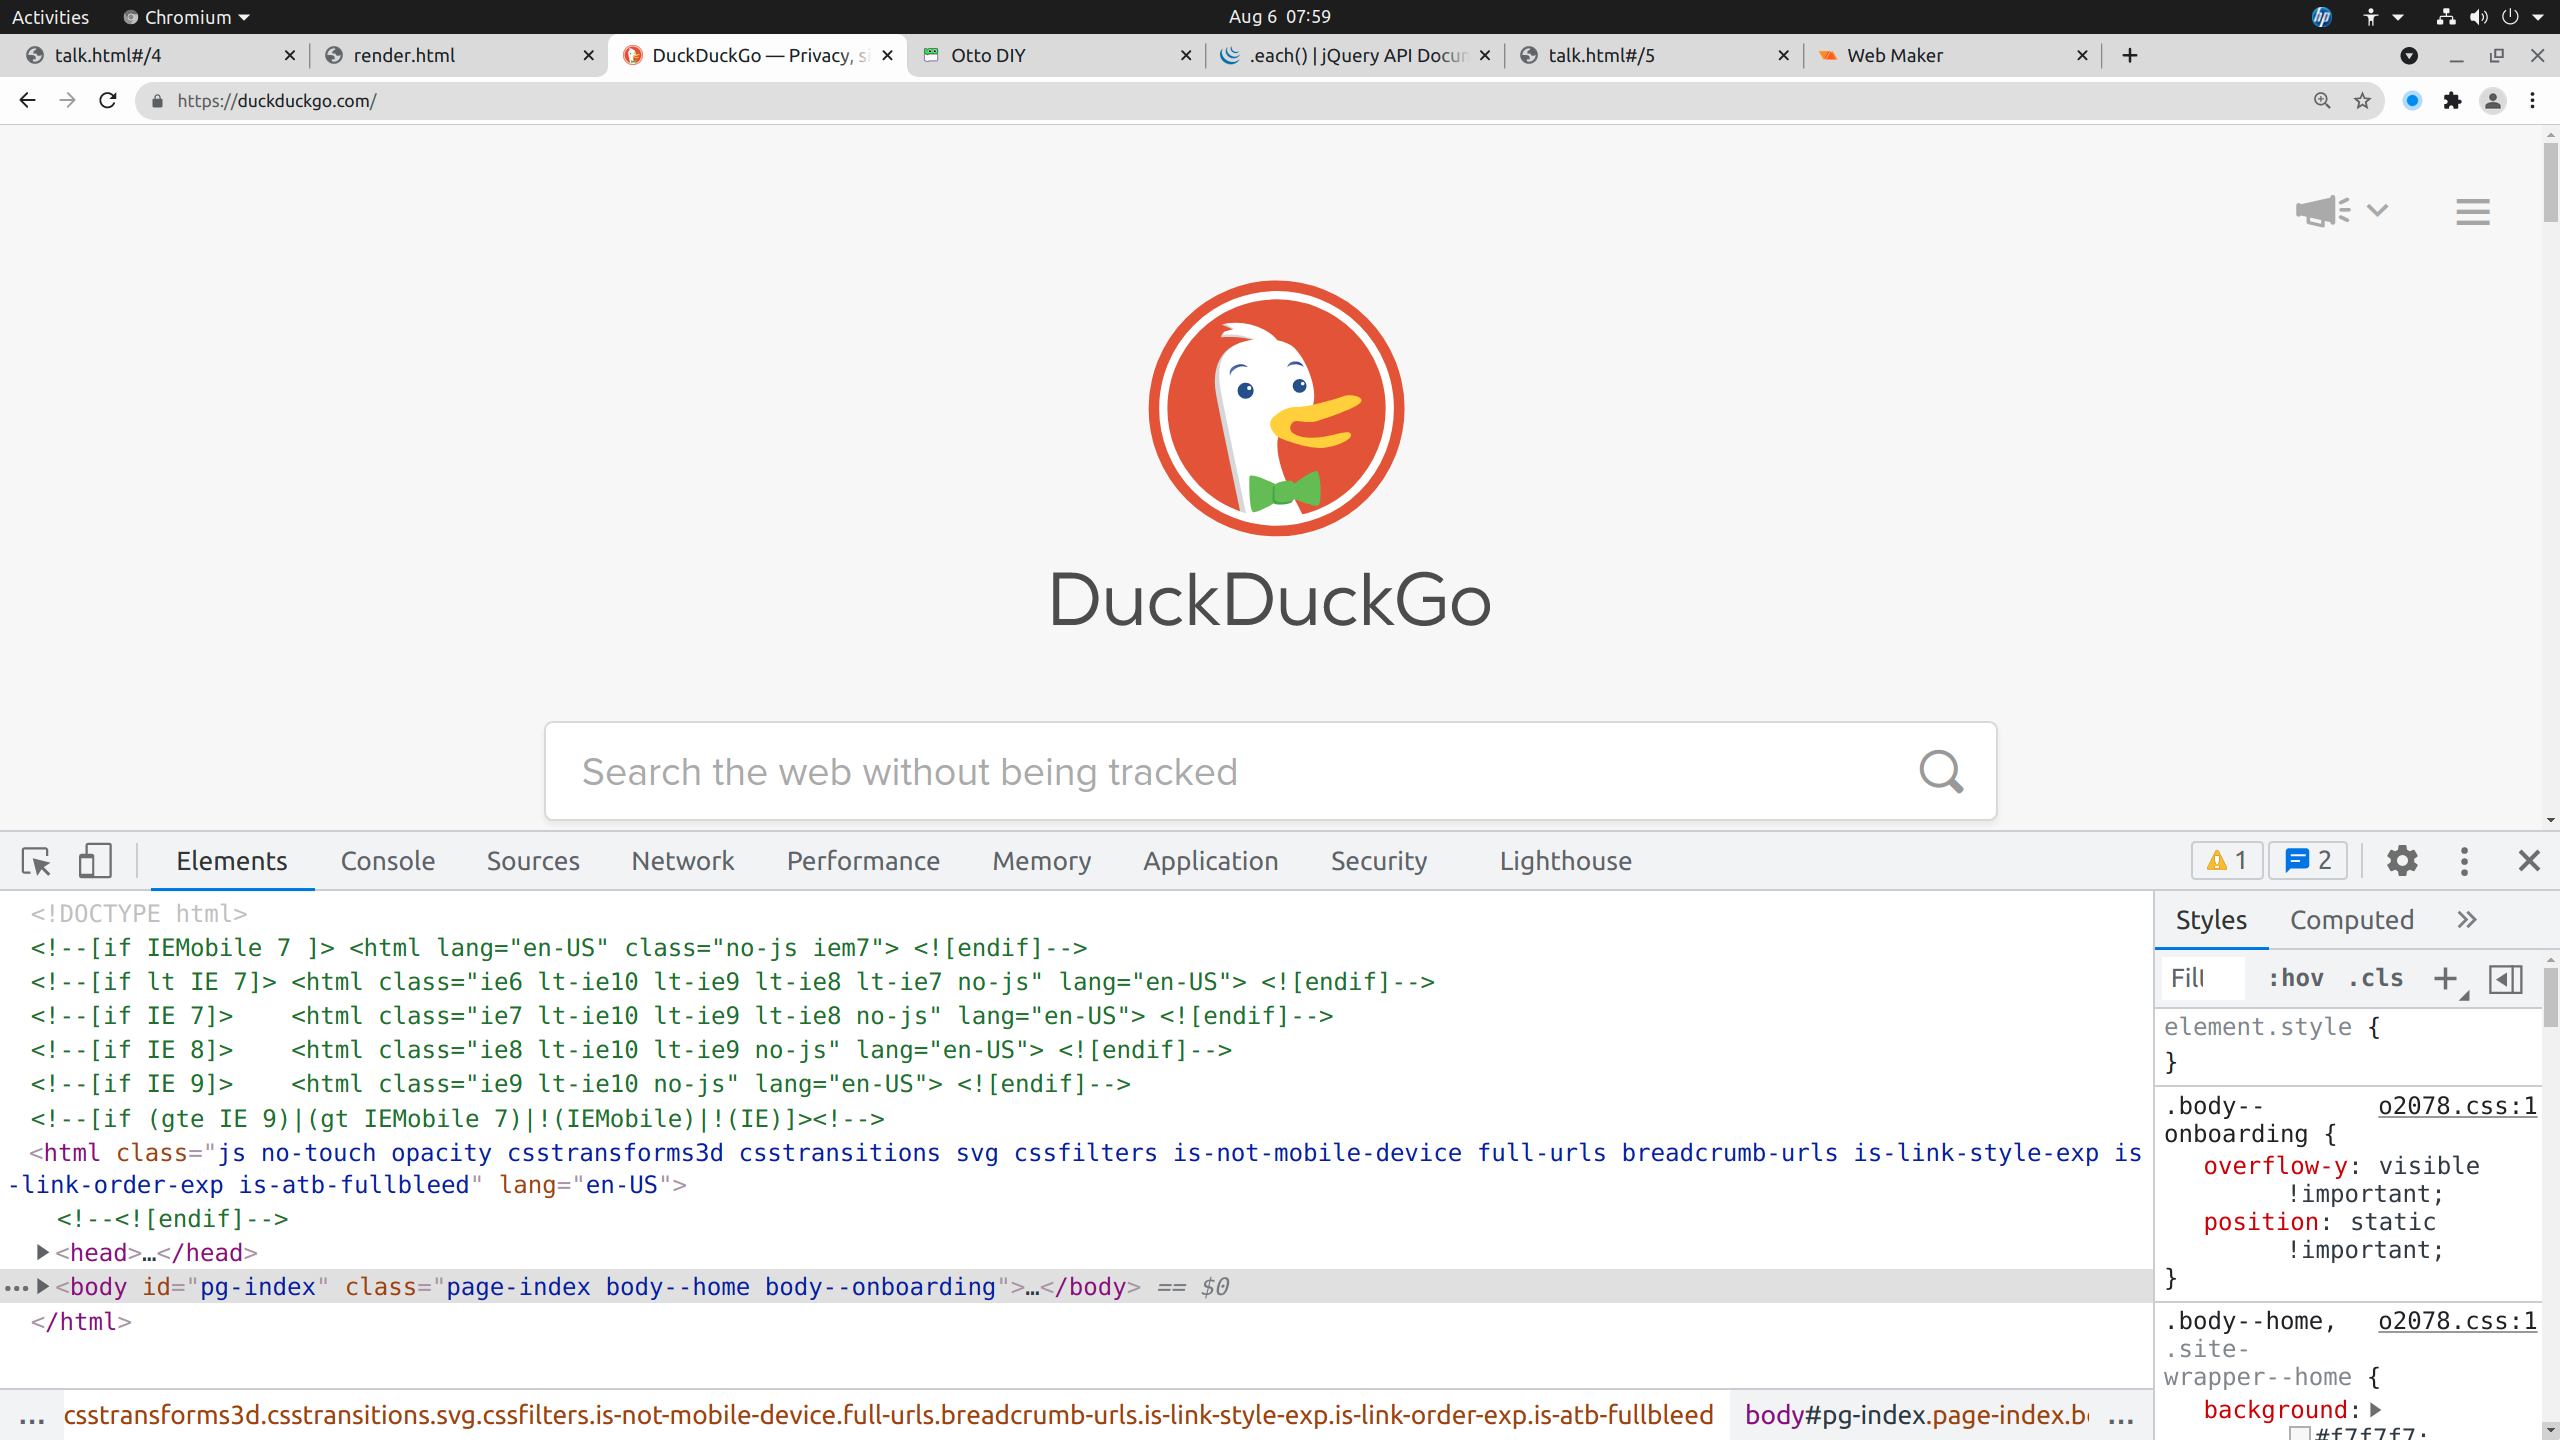 Activities Chromium Aug 6 07:59
talk.html#/4 render.html DuckDuckGo — Privacy, si Otto DIY .each() | jQuery API Docum talk.html#/5 Web Maker
https://duckduckgo.com/
DuckDuckGo
Search the web without being tracked
Elements Console Sources Network Performance Memory Application Security Lighthouse 1 2
<!DOCTYPE html>
<!--[if IEMobile 7 ]> <html lang="en-US" class="no-js iem7"> <![endif]-->
<!--[if lt IE 7]> <html class="ie6 lt-ie10 lt-ie9 lt-ie8 lt-ie7 no-js" lang="en-US"> <![endif]-->
<!--[if IE 7]>    <html class="ie7 lt-ie10 lt-ie9 lt-ie8 no-js" lang="en-US"> <![endif]-->
<!--[if IE 8]>    <html class="ie8 lt-ie10 lt-ie9 no-js" lang="en-US"> <![endif]-->
<!--[if IE 9]>    <html class="ie9 lt-ie10 no-js" lang="en-US"> <![endif]-->
<!--[if (gte IE 9)|(gt IEMobile 7)|!(IEMobile)|!(IE)]><!-->
<html class="js no-touch opacity csstransforms3d csstransitions svg cssfilters is-not-mobile-device full-urls breadcrumb-urls is-link-style-exp is
-link-order-exp is-atb-fullbleed" lang="en-US">
<!--<![endif]-->
<head>…</head>
<body id="pg-index" class="page-index body--home body--onboarding">…</body> == $0
</html>
… csstransforms3d.csstransitions.svg.cssfilters.is-not-mobile-device.full-urls.breadcrumb-urls.is-link-style-exp.is-link-order-exp.is-atb-fullbleed body#pg-index.page-index.bo …
Styles Computed
Filt :hov .cls
element.style {
}
.body-- o2078.css:1
onboarding {
overflow-y: visible
!important;
position: static
!important;
}
.body--home, o2078.css:1
.site-
wrapper--home {
background:
#f7f7f7;